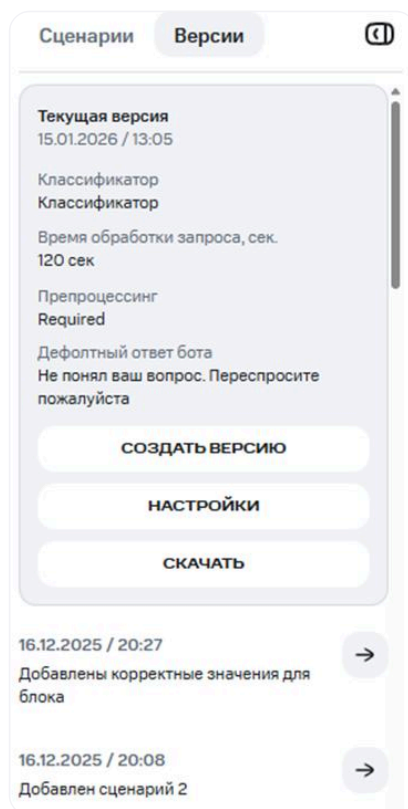 Сценарии Версии
Текущая версия
15.01.2026 / 13:05
Классификатор
Классификатор
Время обработки запроса, сек.
120 сек
Препроцессинг
Required
Дефолтный ответ бота
Не понял ваш вопрос. Переспросите
пожалуйста
СОЗДАТЬ ВЕРСИЮ
НАСТРОЙКИ
СКАЧАТЬ
16.12.2025 / 20:27
Добавлены корректные значения для
блока
16.12.2025 / 20:08
Добавлен сценарий 2